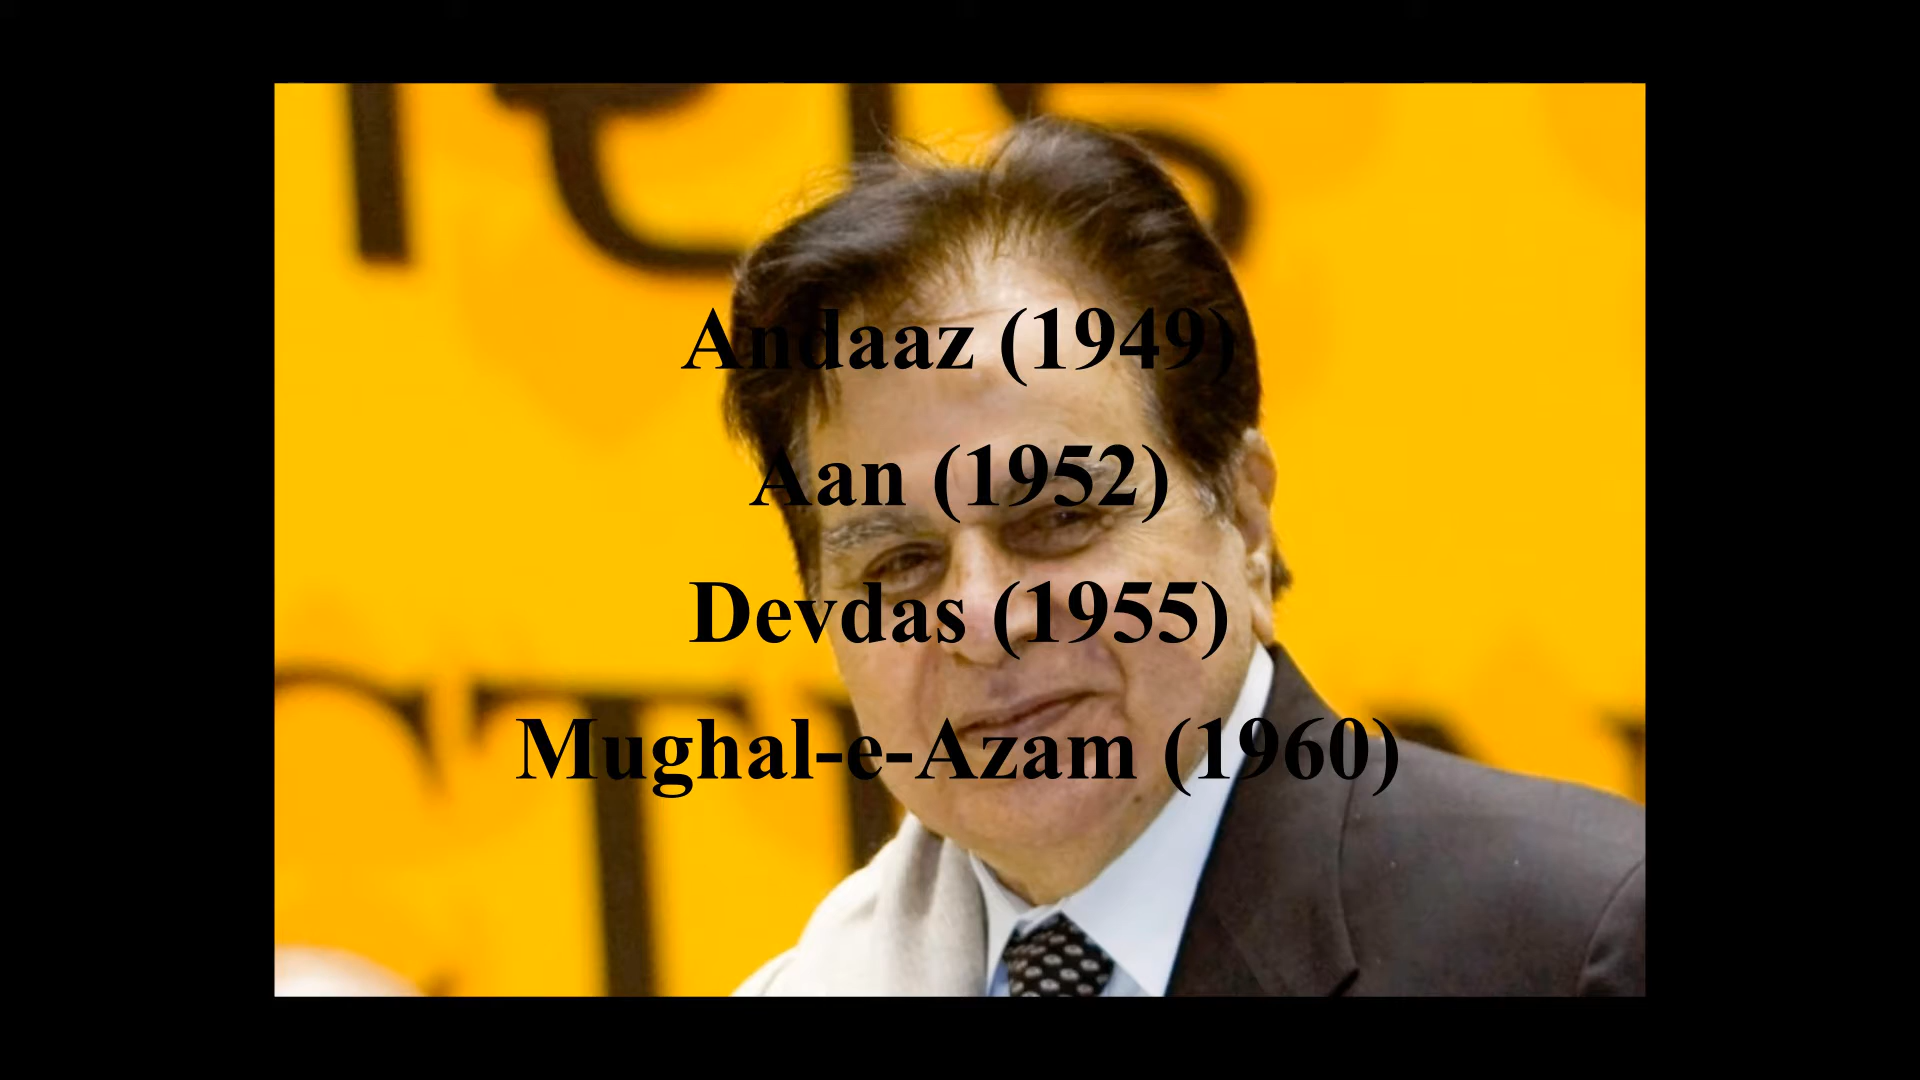 Andaaz (1949)
Aan (1952)
Devdas (1955)
Mughal-e-Azam (1960)